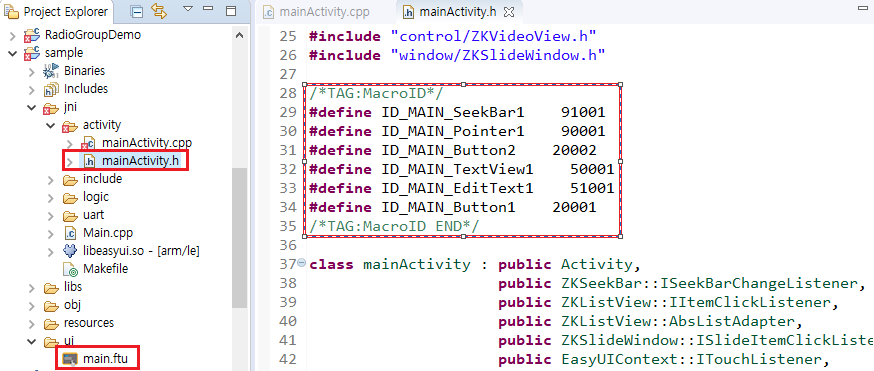 Project Explorer
RadioGroupDemo
sample
Binaries
Includes
jni
activity
mainActivity.cpp
mainActivity.h
include
logic
uart
Main.cpp
libeasyui.so - [arm/le]
Makefile
libs
obj
resources
ui
main.ftu
mainActivity.cpp
mainActivity.h
25 #include "control/ZKVideoView.h"
26 #include "window/ZKSlideWindow.h"
27
28 /*TAG:MacroID*/
29 #define ID_MAIN_SeekBar1    91001
30 #define ID_MAIN_Pointer1    90001
31 #define ID_MAIN_Button2    20002
32 #define ID_MAIN_TextView1    50001
33 #define ID_MAIN_EditText1    51001
34 #define ID_MAIN_Button1    20001
35 /*TAG:MacroID END*/
36
37 class mainActivity : public Activity,
38 public ZKSeekBar::ISeekBarChangeListener,
39 public ZKListView::IItemClickListener,
40 public ZKListView::AbsListAdapter,
41 public ZKSlideWindow::ISlideItemClickListe
42 public EasyUIContext::ITouchListener,